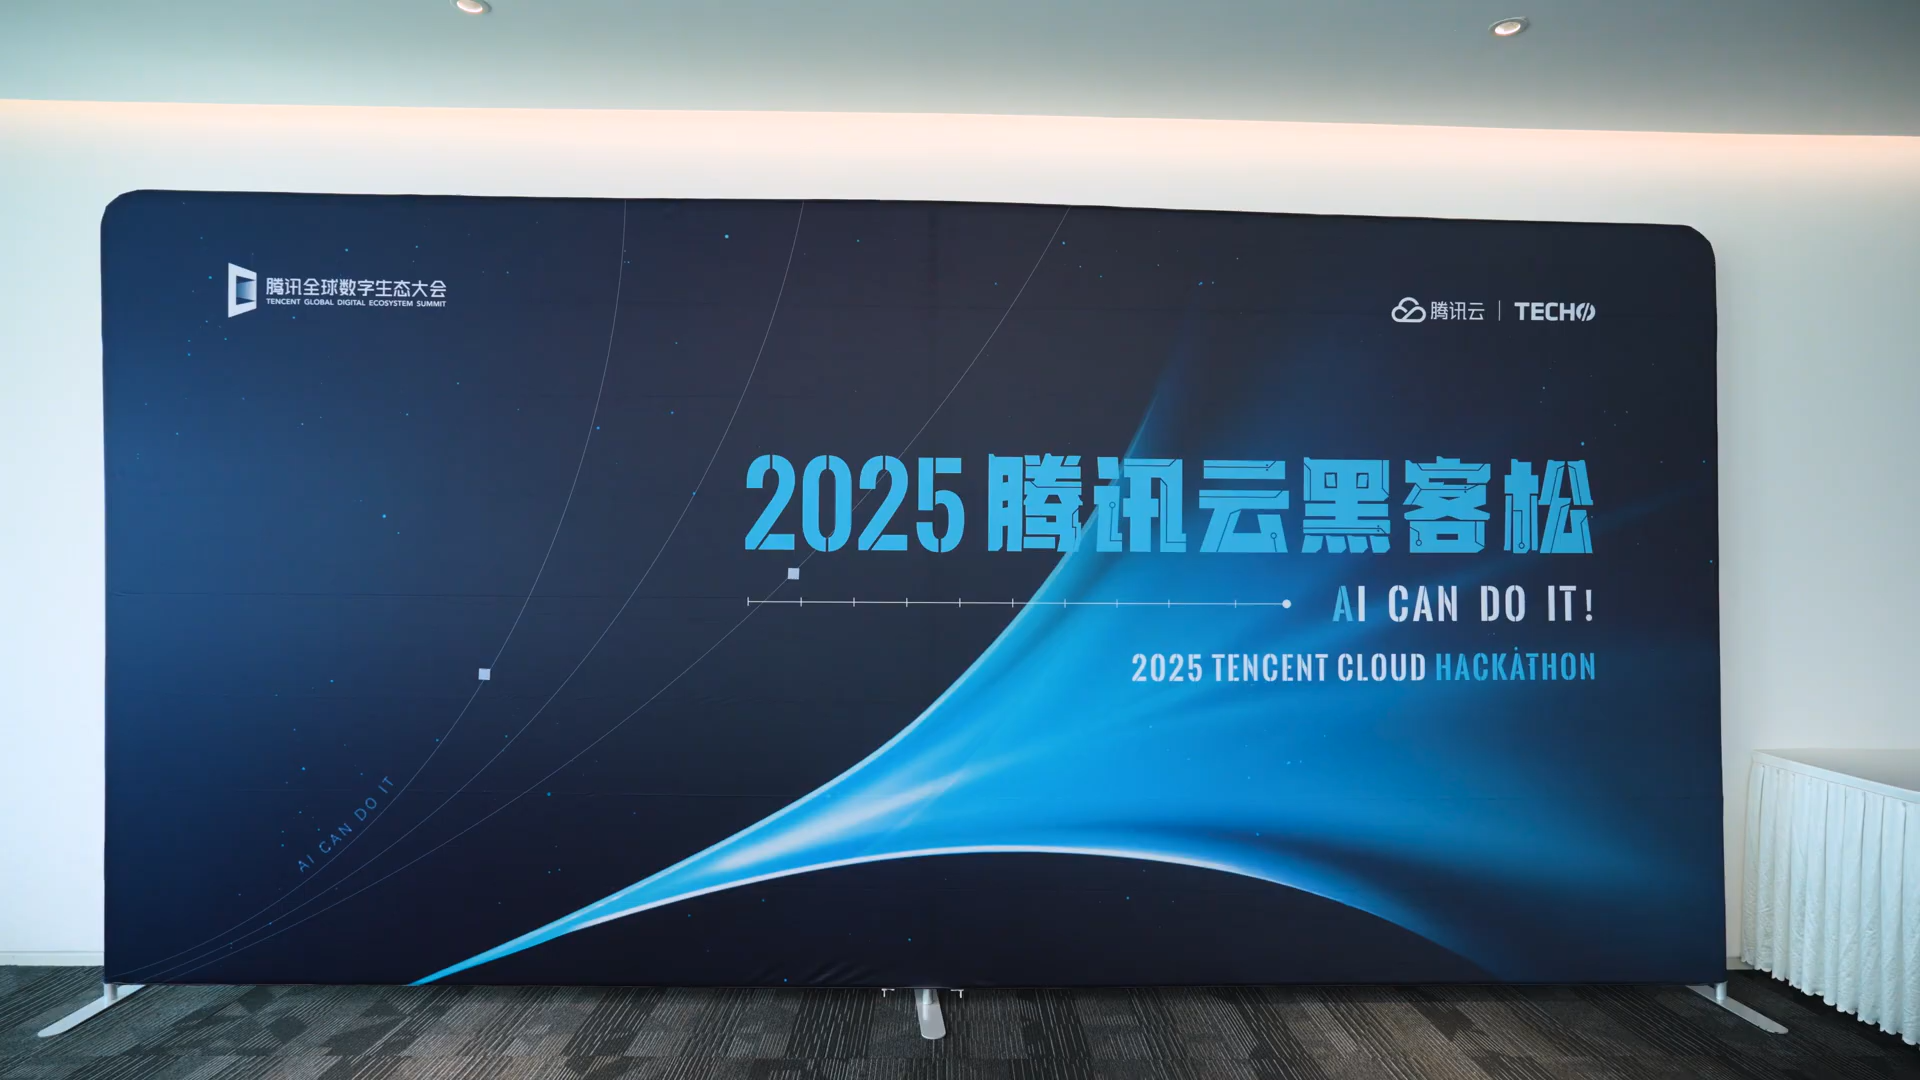 腾讯全球数字生态大会
TENCENT GLOBAL DIGITAL ECOSYSTEM SUMMIT
腾讯云 | TECHO
2025 腾讯云黑客松
AI CAN DO IT!
2025 TENCENT CLOUD HACKATHON
AI CAN DO IT